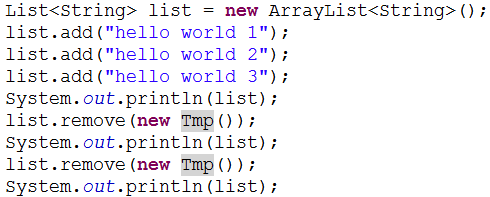 List<String> list = new ArrayList<String>();
list.add("hello world 1");
list.add("hello world 2");
list.add("hello world 3");
System.out.println(list);
list.remove(new Tmp());
System.out.println(list);
list.remove(new Tmp());
System.out.println(list);